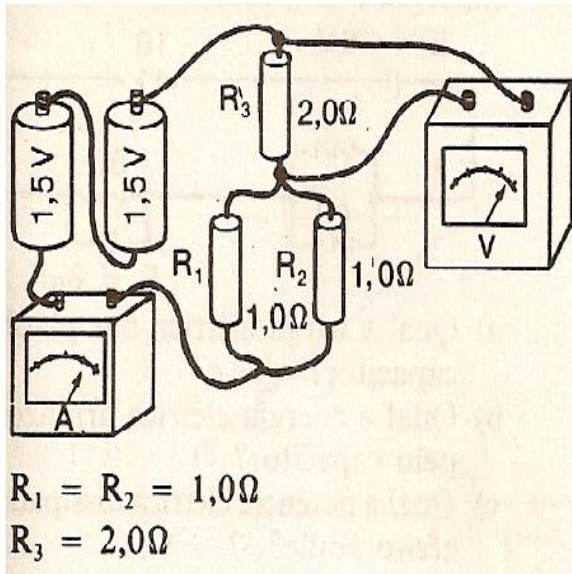 R₃ 2,0Ω
1,5 V 1,5 V
V
R₁ R₂ 1,0Ω
1,0Ω
A
R₁ = R₂ = 1,0Ω
R₃ = 2,0Ω